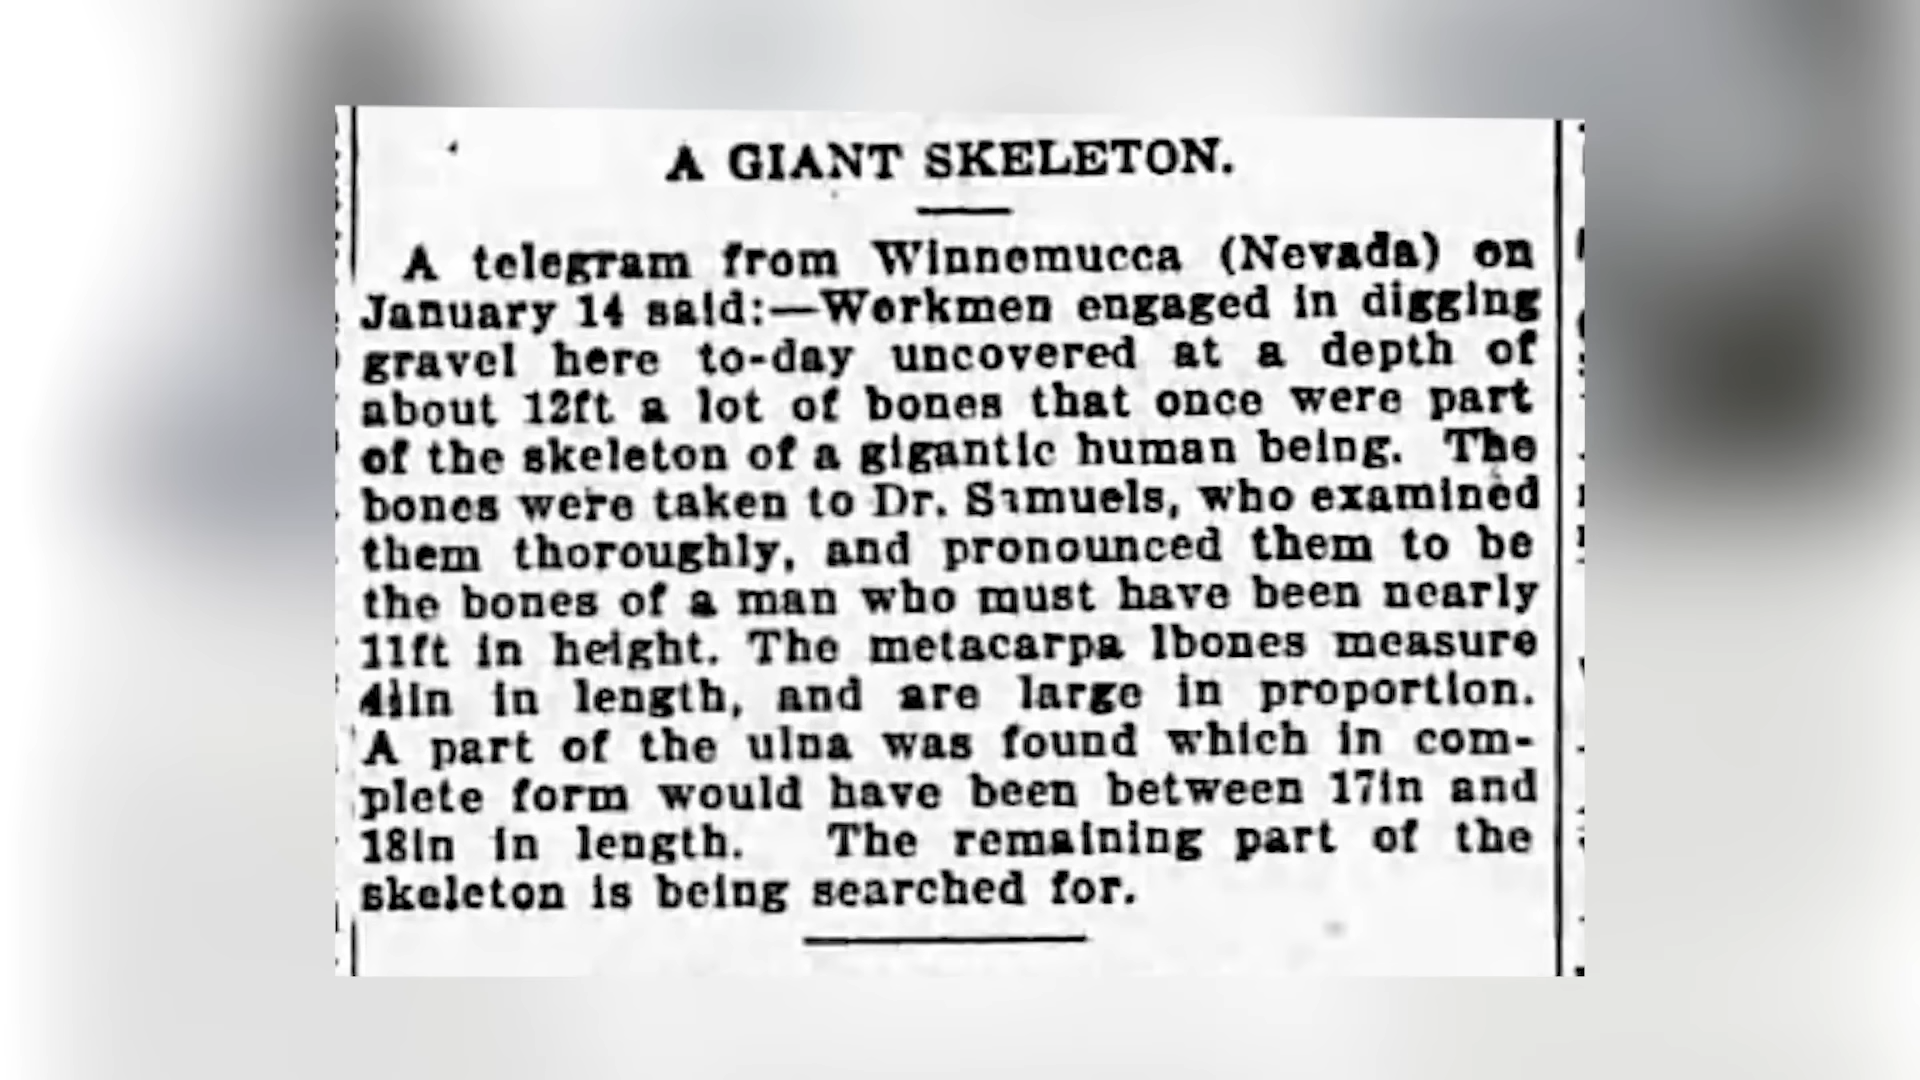 A GIANT SKELETON.
A telegram from Winnemucca (Nevada) on
January 14 said:—Workmen engaged in digging
gravel here to-day uncovered at a depth of
about 12ft a lot of bones that once were part
of the skeleton of a gigantic human being. The
bones were taken to Dr. Samuels, who examined
them thoroughly, and pronounced them to be
the bones of a man who must have been nearly
11ft in height. The metacarpa lbones measure
4½in in length, and are large in proportion.
A part of the ulna was found which in com-
plete form would have been between 17in and
18in in length. The remaining part of the
skeleton is being searched for.